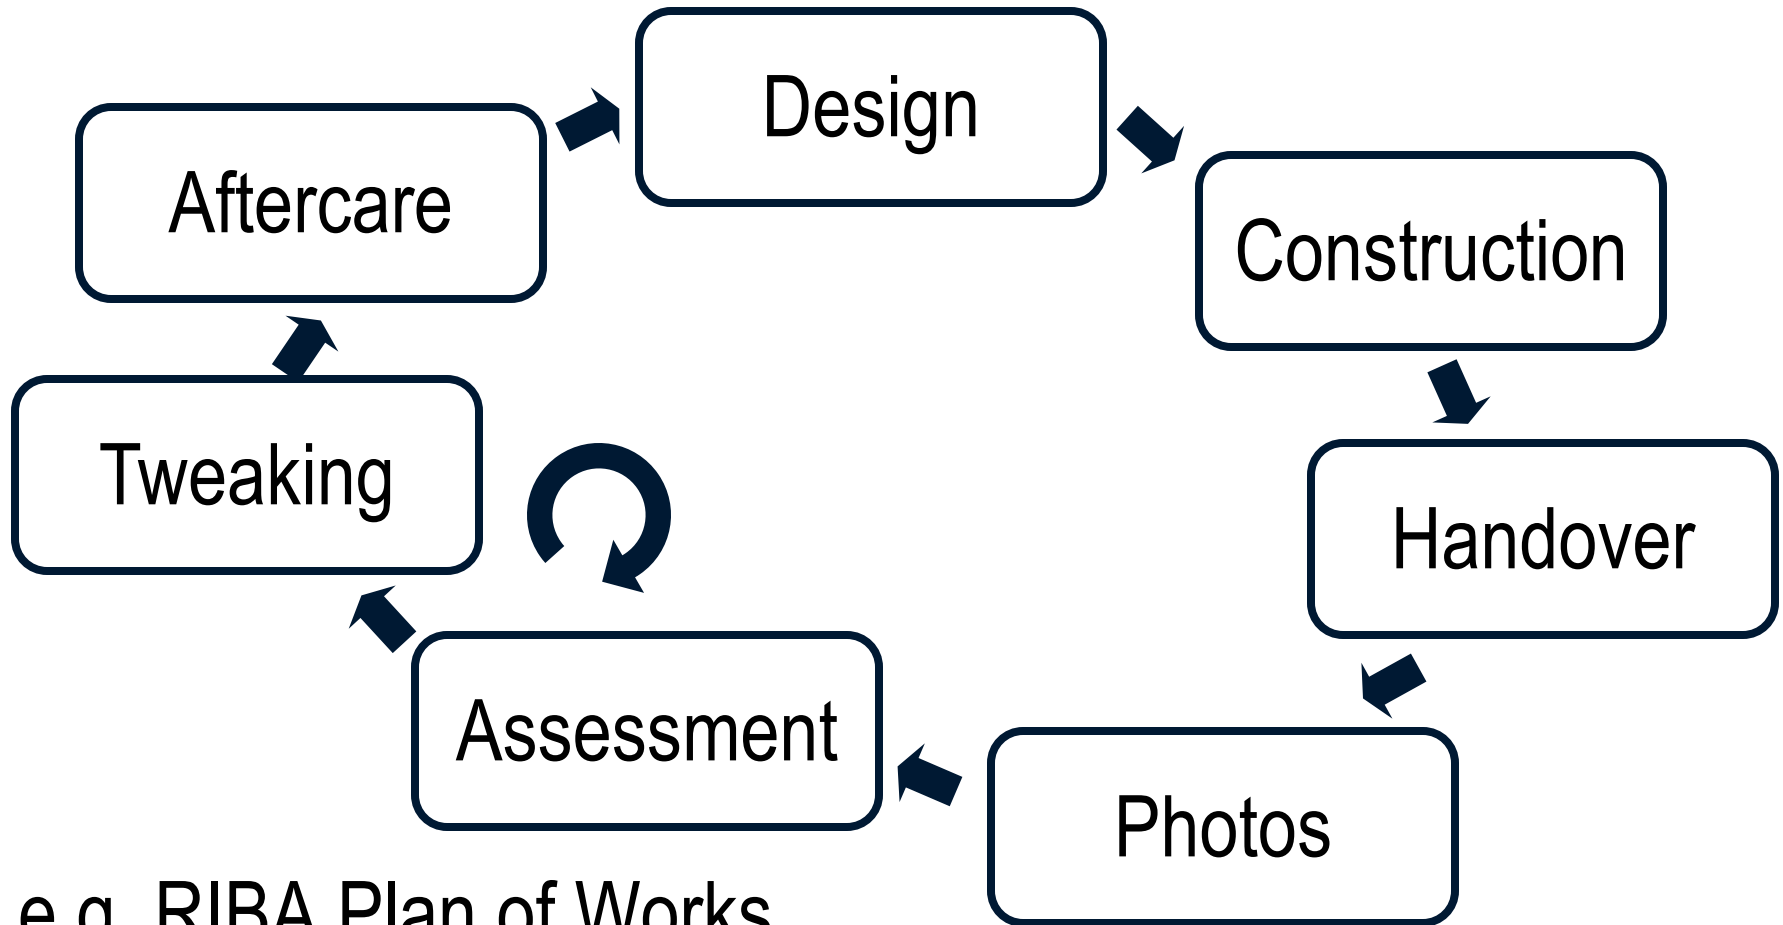 Design
Construction
Handover
Photos
Assessment
Tweaking
Aftercare
e.g. RIBA Plan of Works